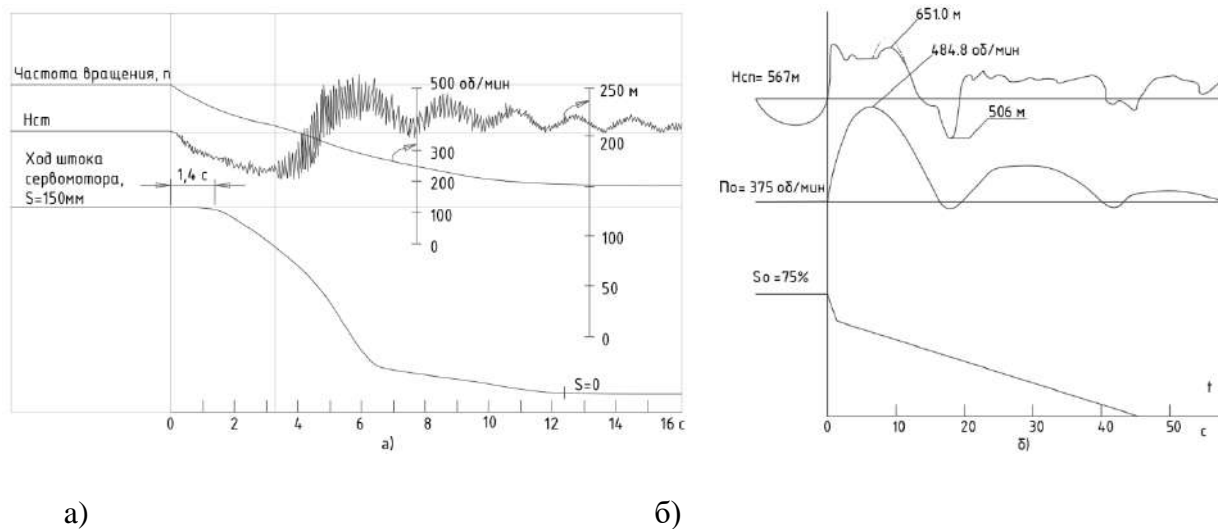 Частота вращения, n
Нст
Ход штока
сервомотора,
S=150мм
1,4 с
500 об/мин
300
200
100
0
250 м
200
100
50
0
S=0
0
2
4
6
8
10
12
14
16 с
а)
651.0 м
484.8 об/мин
Нсп= 567м
506 м
По= 375 об/мин
So =75%
t
0
10
20
30
40
50
с
б)
а)
б)